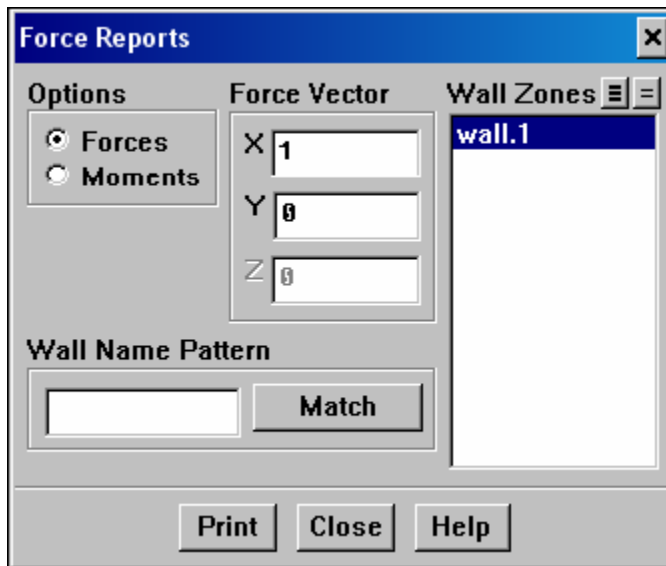 Force Reports
Options
Forces
Moments
Force Vector
X 1
Y 0
Z 0
Wall Zones
wall.1
Wall Name Pattern
Match
Print Close Help